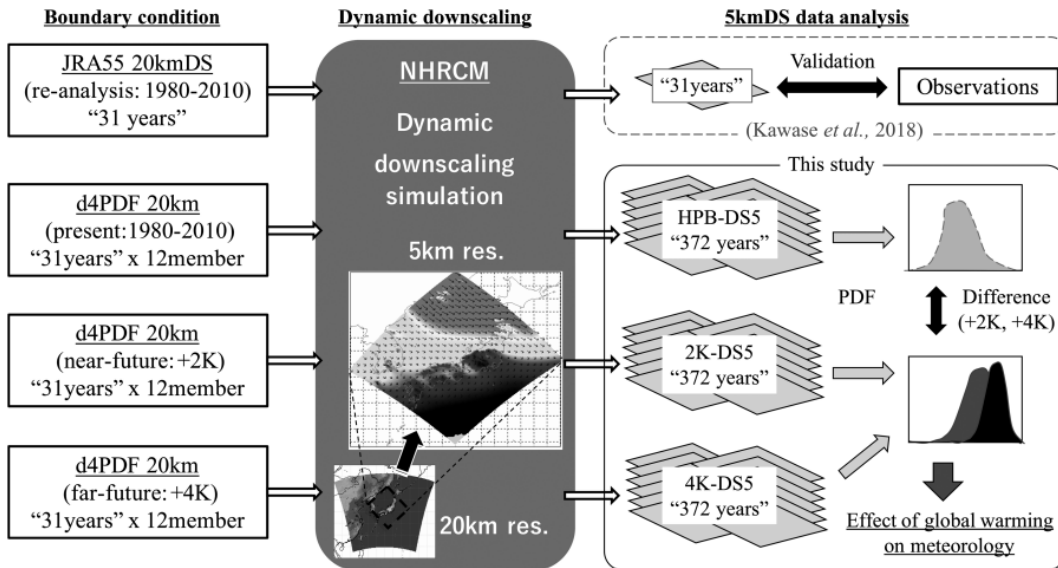 Boundary condition
Dynamic downscaling
5kmDS data analysis
JRA55 20kmDS
(re-analysis: 1980-2010)
“31 years”
d4PDF 20km
(present:1980-2010)
“31years” x 12member
d4PDF 20km
(near-future: +2K)
“31years” x 12member
d4PDF 20km
(far-future: +4K)
“31years” x 12member
NHRCM
Dynamic
downscaling
simulation
5km res.
20km res.
“31years”
Validation
Observations
(Kawase et al., 2018)
This study
HPB-DS5
“372 years”
2K-DS5
“372 years”
4K-DS5
“372 years”
PDF
Difference
(+2K, +4K)
Effect of global warming
on meteorology